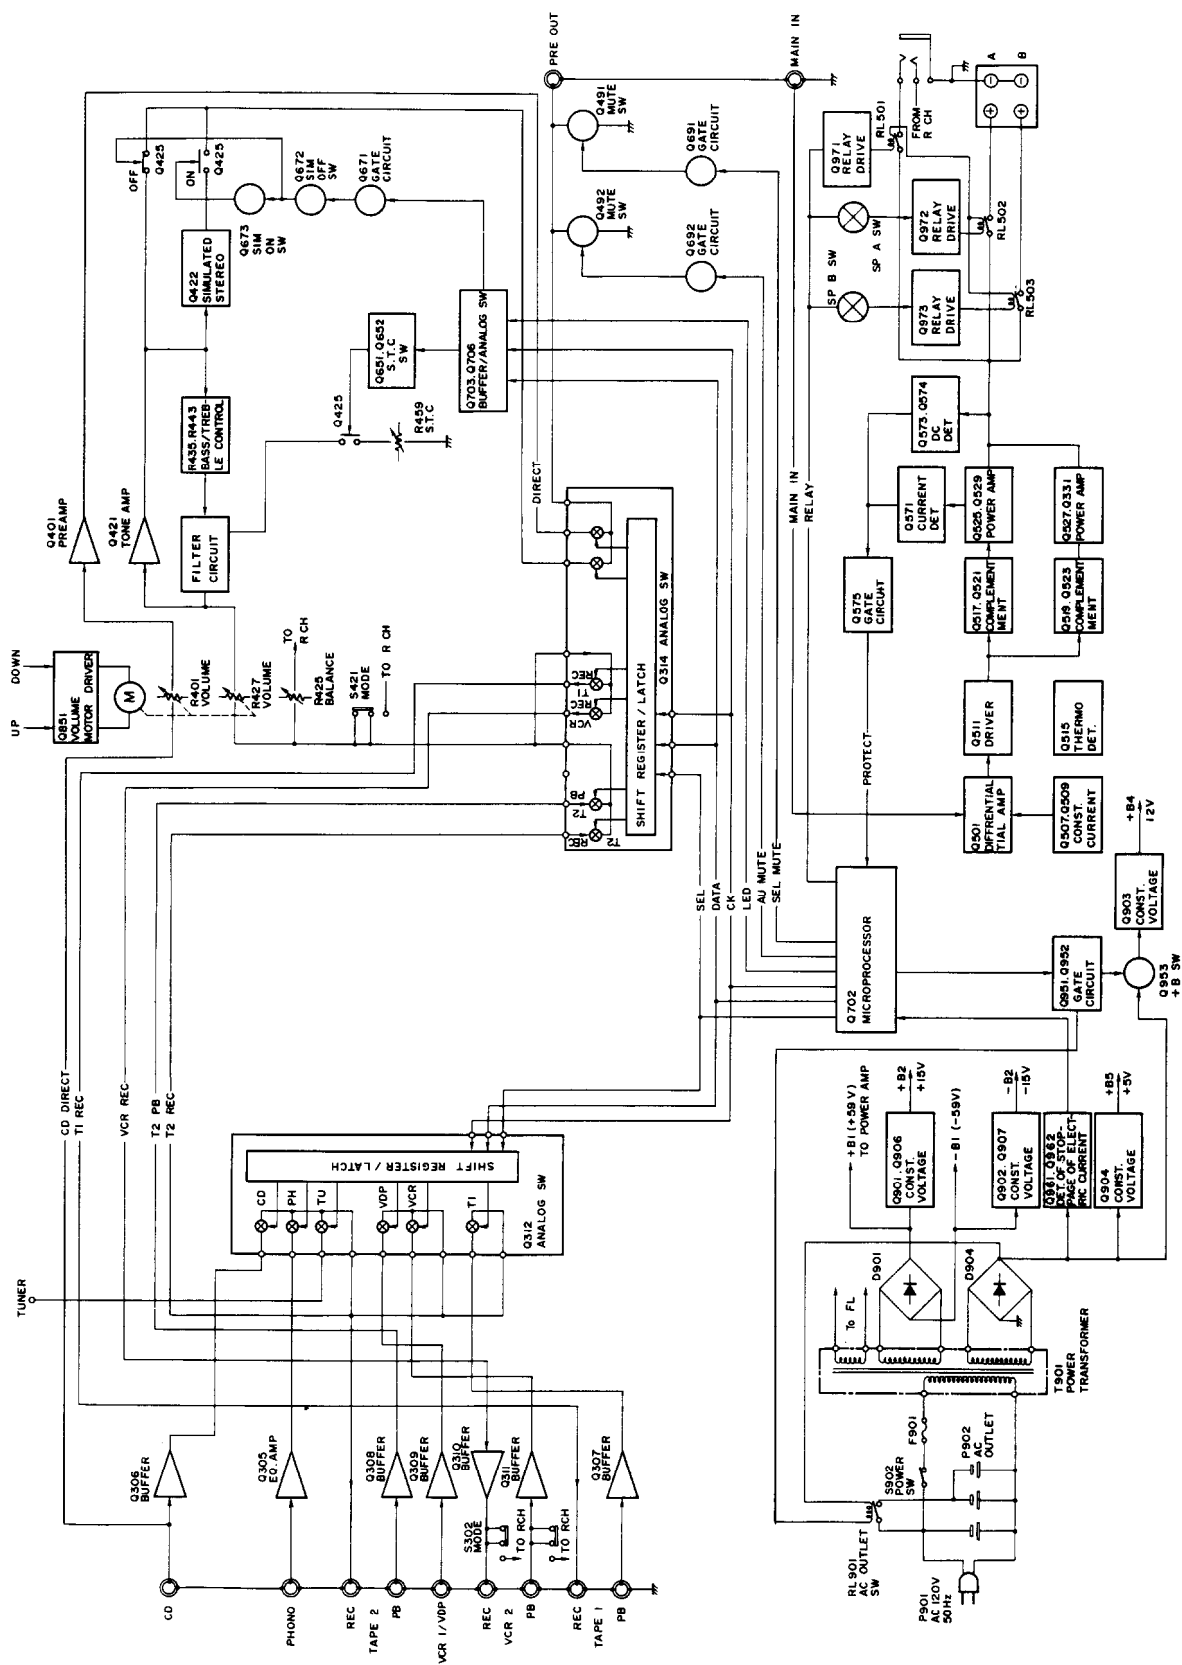 CD
PHONO
REC
TAPE 2
PB
VCR 1/VDP
REC
VCR 2
PB
REC
TAPE 1
PB
Q306
BUFFER
Q305
EQ.AMP
Q308
BUFFER
Q309
BUFFER
Q310
BUFFER
Q311
BUFFER
Q307
BUFFER
S302
MODE
TO RCH
TO RCH
TUNER
CD DIRECT
T1 REC
VCR REC
T2 PB
T2 REC
CD
PH
TU
VDP
VCR
T1
SHIFT REGISTER / LATCH
Q312
ANALOG SW
UP
DOWN
Q851
VOLUME
MOTOR DRIVER
M
R401
VOLUME
R427
VOLUME
TO
R CH
R425
BALANCE
S421
MODE
TO R CH
Q401
PREAMP
Q421
TONE AMP
FILTER
CIRCUIT
R435.R443
BASS/TREB-
LE CONTROL
Q422
SIMULATED
STEREO
OFF
Q425
ON
Q425
Q673
SIM
ON
SW
Q672
SIM
OFF
SW
Q671
GATE
CIRCUIT
Q425
R459
S.T.C
Q651.Q652
S.T.C
SW
Q703.Q706
BUFFER/ANALOG SW
REC
T2
T2
PB
VCR
REC
T1
REC
SHIFT REGISTER / LATCH
Q314 ANALOG SW
DIRECT
PRE OUT
MAIN IN
Q491
MUTE
SW
Q492
MUTE
SW
Q691
GATE
CIRCUIT
Q692
GATE
CIRCUIT
SEL
DATA
CK
LED
AU MUTE
SEL MUTE
MAIN IN
RELAY
PROTECT
Q702
MICROPROCESSOR
Q575
GATE
CIRCUIT
Q571
CURRENT
DET
Q573.Q574
DC
DET
Q971
RELAY
DRIVE
RL501
FROM
R CH
SP B SW
SP A SW
Q972
RELAY
DRIVE
RL502
Q973
RELAY
DRIVE
RL503
A
B
Q501
DIFFRENTIAL
TIAL AMP
Q511
DRIVER
Q507.Q509
CONST.
CURRENT
Q515
THERMO
DET.
Q517.Q521
COMPLEMENT
MENT
Q519.Q523
COMPLEMENT
MENT
Q525.Q529
POWER AMP
Q527.Q331
POWER AMP
Q951.Q952
GATE
CIRCUIT
Q953
+B SW
Q903
CONST.
VOLTAGE
+B4
12V
+B1 (+59V)
TO POWER AMP
Q901.Q906
CONST.
VOLTAGE
+B2
+15V
-B1 (-59V)
Q902.Q907
CONST.
VOLTAGE
-B2
-15V
Q961.Q962
DET OF STOP-
PAGE OF ELECT-
RIC CURRENT
Q904
CONST.
VOLTAGE
+B5
+5V
To FL
D901
D904
T901
POWER
TRANSFORMER
F901
S902
POWER
SW
P902
AC
OUTLET
RL901
AC OUTLET
SW
P901
AC 120V
50Hz